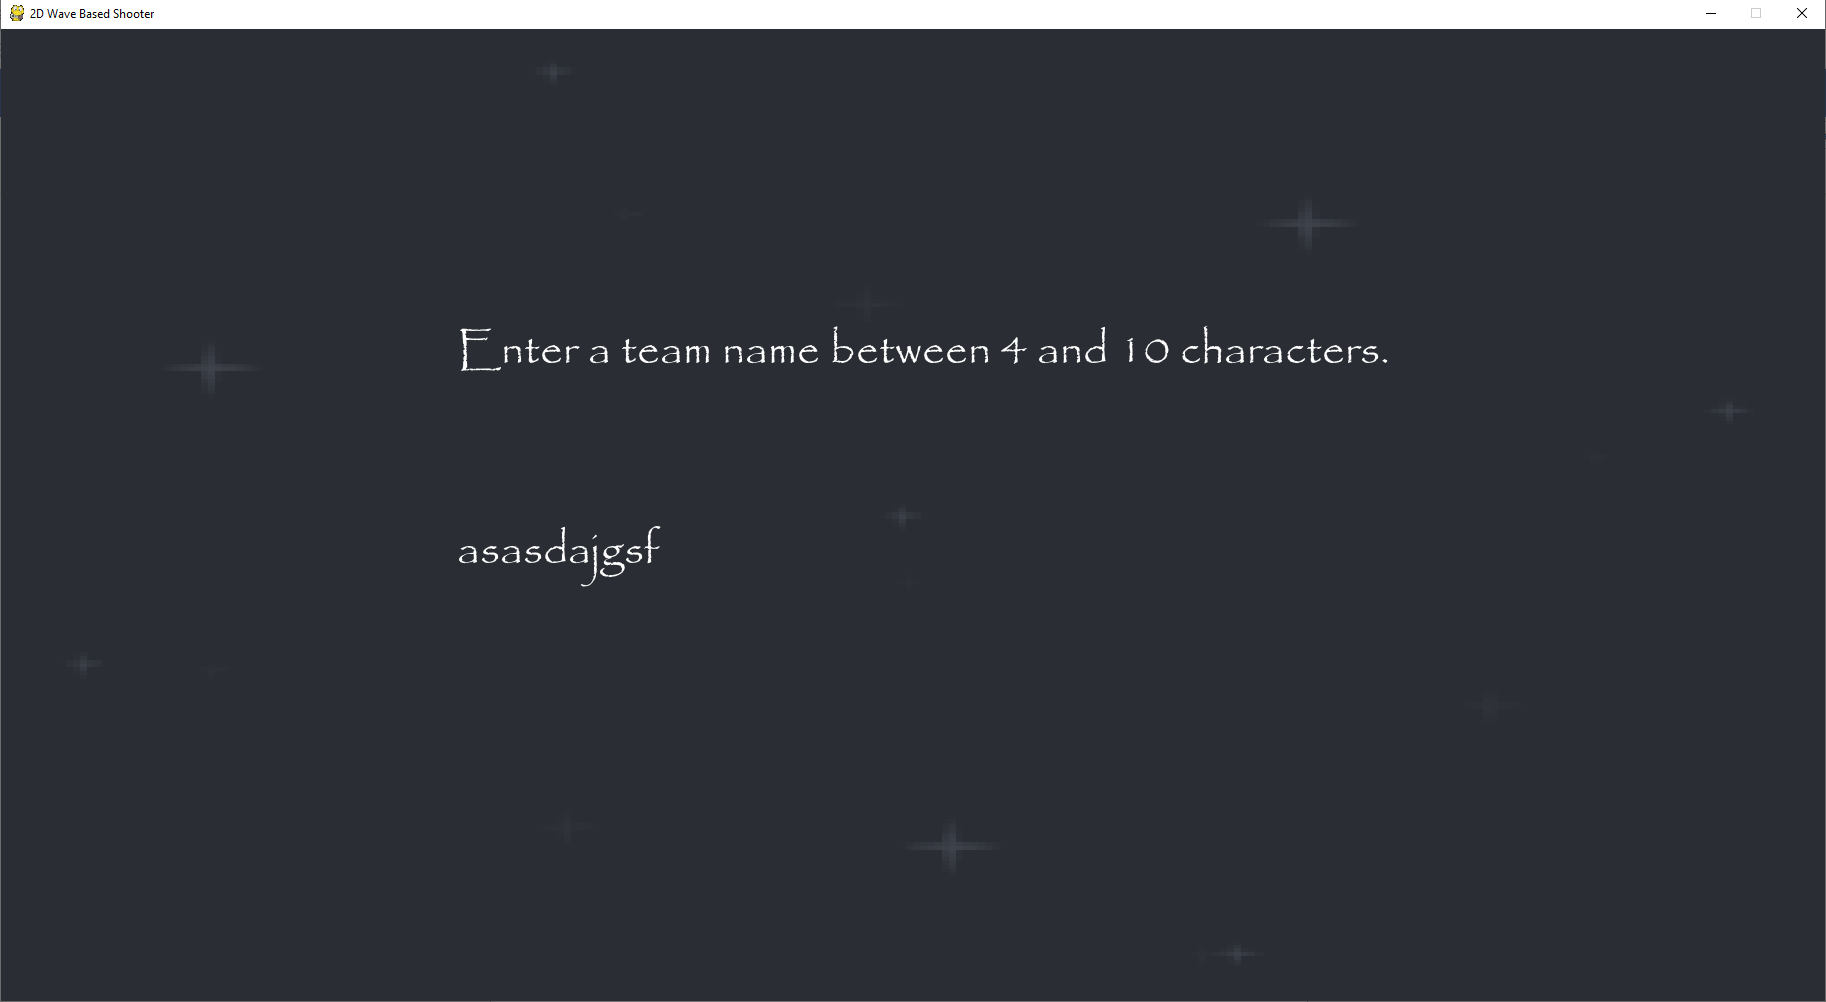 2D Wave Based Shooter
Enter a team name between 4 and 10 characters.
asasdajgsf